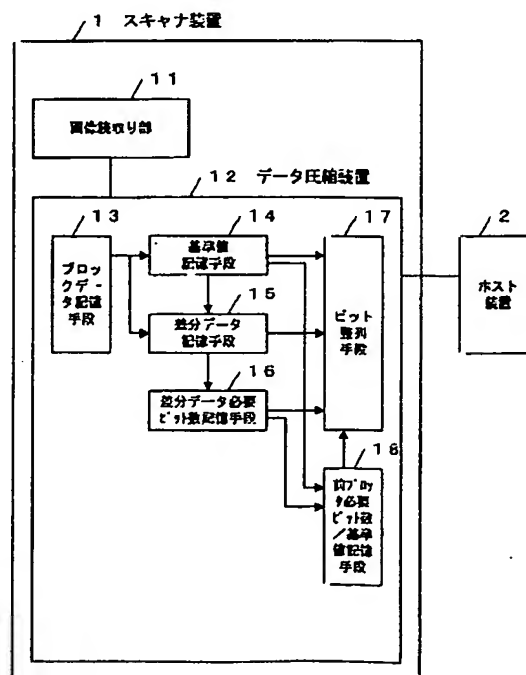 1 スキャナ装置
11
画像読取り部
12 データ圧縮装置
13
ブロッ
クデー
タ記憶
手段
14
基準値
記憶手段
15
差分データ
記憶手段
16
差分データ必要
ビット数記憶手段
17
ビット
整列
手段
18
前ブロッ
ク必要
ビット数
/基準
値記憶
手段
2
ホスト
装置